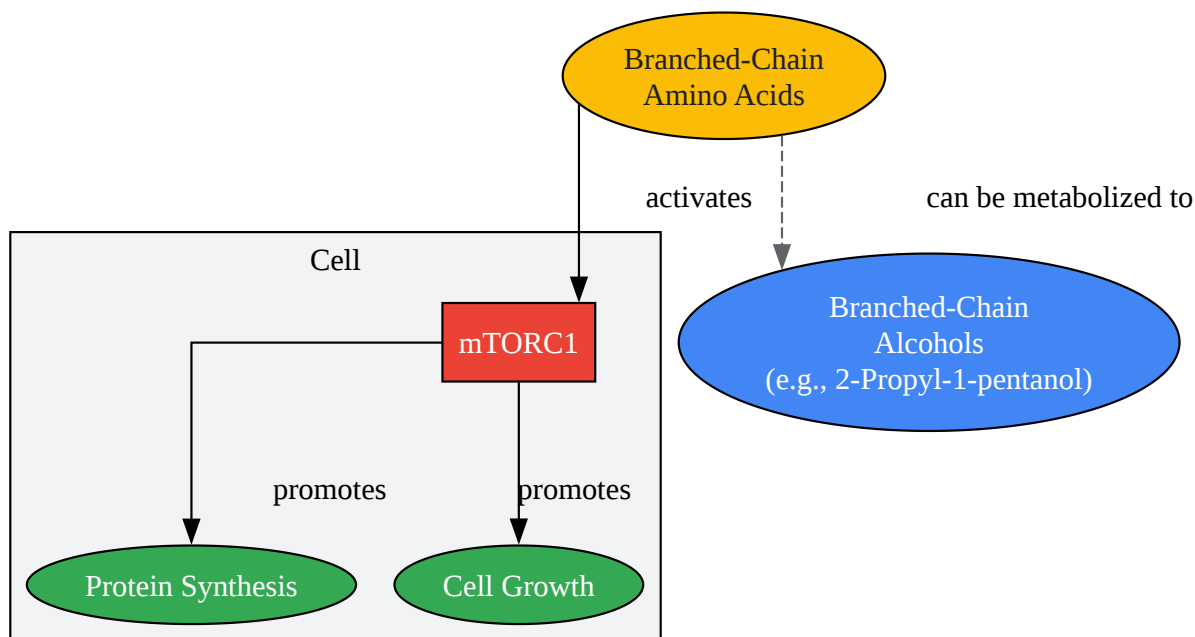 Branched-Chain
Amino Acids
activates
can be metabolized to
Cell
Branched-Chain
Alcohols
(e.g., 2-Propyl-1-pentanol)
mTORC1
promotes
promotes
Protein Synthesis
Cell Growth